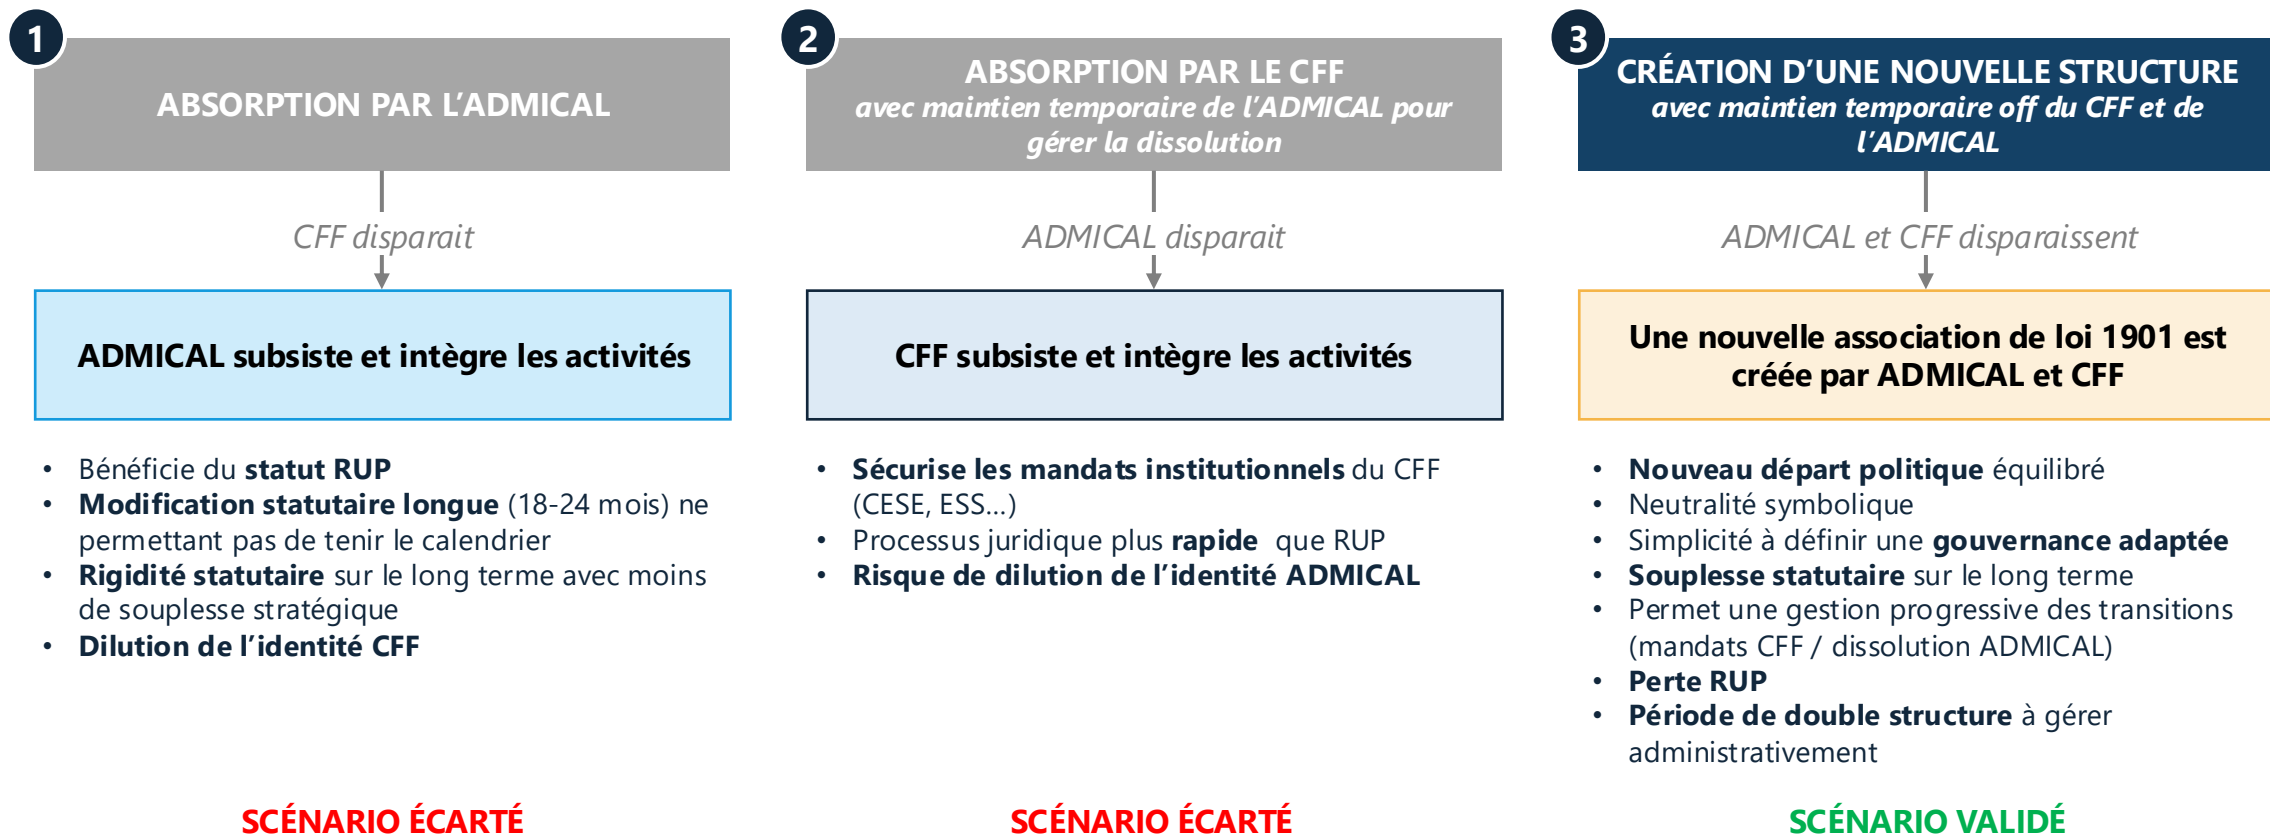 1
ABSORPTION PAR L’ADMICAL
CFF disparait
ADMICAL subsiste et intègre les activités
• Bénéficie du statut RUP
• Modification statutaire longue (18-24 mois) ne
permettant pas de tenir le calendrier
• Rigidité statutaire sur le long terme avec moins
de souplesse stratégique
• Dilution de l’identité CFF
SCÉNARIO ÉCARTÉ
2
ABSORPTION PAR LE CFF
avec maintien temporaire de l’ADMICAL pour
gérer la dissolution
ADMICAL disparait
CFF subsiste et intègre les activités
• Sécurise les mandats institutionnels du CFF
(CESE, ESS...)
• Processus juridique plus rapide que RUP
• Risque de dilution de l’identité ADMICAL
SCÉNARIO ÉCARTÉ
3
CRÉATION D’UNE NOUVELLE STRUCTURE
avec maintien temporaire off du CFF et de
l’ADMICAL
ADMICAL et CFF disparaissent
Une nouvelle association de loi 1901 est
créée par ADMICAL et CFF
• Nouveau départ politique équilibré
• Neutralité symbolique
• Simplicité à définir une gouvernance adaptée
• Souplesse statutaire sur le long terme
• Permet une gestion progressive des transitions
(mandats CFF / dissolution ADMICAL)
• Perte RUP
• Période de double structure à gérer
administrativement
SCÉNARIO VALIDÉ